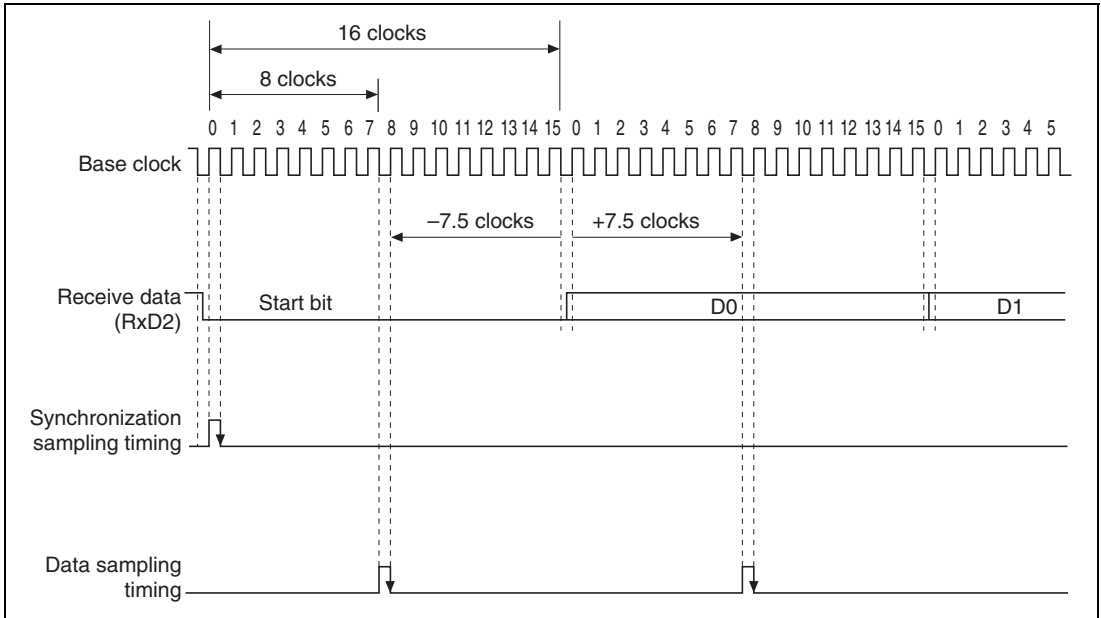 16 clocks
8 clocks
0 1 2 3 4 5 6 7 8 9 10 11 12 13 14 15 0 1 2 3 4 5 6 7 8 9 10 11 12 13 14 15 0 1 2 3 4 5
Base clock
–7.5 clocks +7.5 clocks
Receive data
(RxD2)
Start bit D0 D1
Synchronization
sampling timing
Data sampling
timing